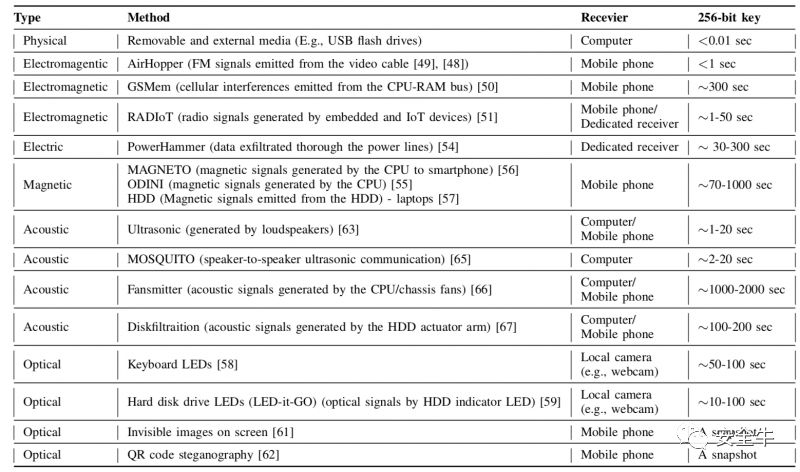 Type Method Recevier 256-bit key
Physical Removable and external media (E.g., USB flash drives) Computer <0.01 sec
Electromagentic AirHopper (FM signals emitted from the video cable [49], [48]) Mobile phone <1 sec
Electromagnetic GSMem (cellular interferences emitted from the CPU-RAM bus) [50] Mobile phone ~300 sec
Electromagnetic RADIoT (radio signals generated by embedded and IoT devices) [51] Mobile phone/ ~1-50 sec
Dedicated receiver
Electric PowerHammer (data exfiltrated thorough the power lines) [54] Dedicated receiver ~ 30-300 sec
MAGNETO (magnetic signals generated by the CPU to smartphone) [56]
Magnetic ODINI (magnetic signals generated by the CPU) [55] Mobile phone ~70-1000 sec
HDD (Magnetic signals emitted from the HDD) - laptops [57]
Acoustic Ultrasonic (generated by loudspeakers) [63] Computer/ ~1-20 sec
Mobile phone
Acoustic MOSQUITO (speaker-to-speaker ultrasonic communication) [65] Computer ~2-20 sec
Acoustic Fansmitter (acoustic signals generated by the CPU/chassis fans) [66] Computer/ ~1000-2000 sec
Mobile phone
Acoustic Diskfiltraition (acoustic signals generated by the HDD actuator arm) [67] Computer/ ~100-200 sec
Mobile phone
Optical Keyboard LEDs [58] Local camera ~50-100 sec
(e.g., webcam)
Optical Hard disk drive LEDs (LED-it-GO) (optical signals by HDD indicator LED) [59] Local camera ~10-100 sec
(e.g., webcam)
Optical Invisible images on screen [61] Mobile phone A snapshot
Optical QR code steganography [62] Mobile phone A snapshot
安全牛